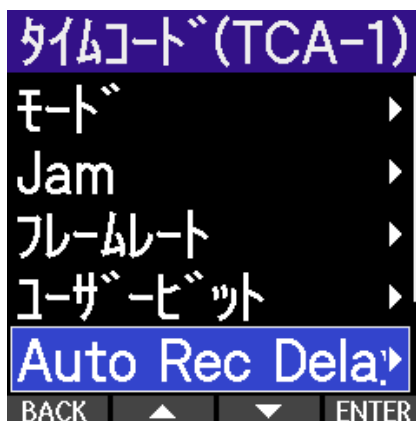 ﾀｲﾑｺｰﾄﾞ(TCA-1)
ﾓｰﾄﾞ
Jam
ﾌﾚｰﾑﾚｰﾄ
ﾕｰｻﾞｰﾋﾞｯﾄ
Auto Rec Dela
BACK ▲ ▼ ENTER